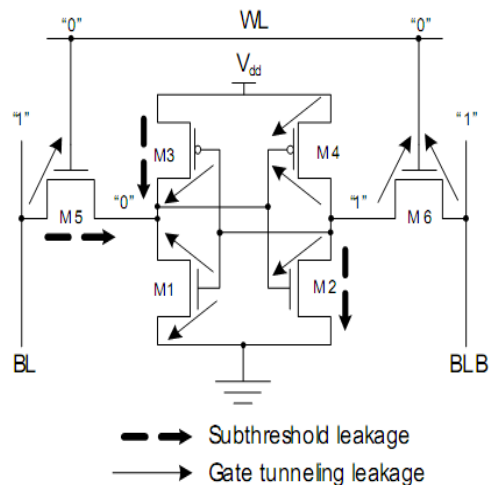 WL
“0”
“0”
Vdd
“1”
“1”
M3
M4
“0”
“1”
M5
M6
M1
M2
BL
BLB
Subthreshold leakage
Gate tunneling leakage